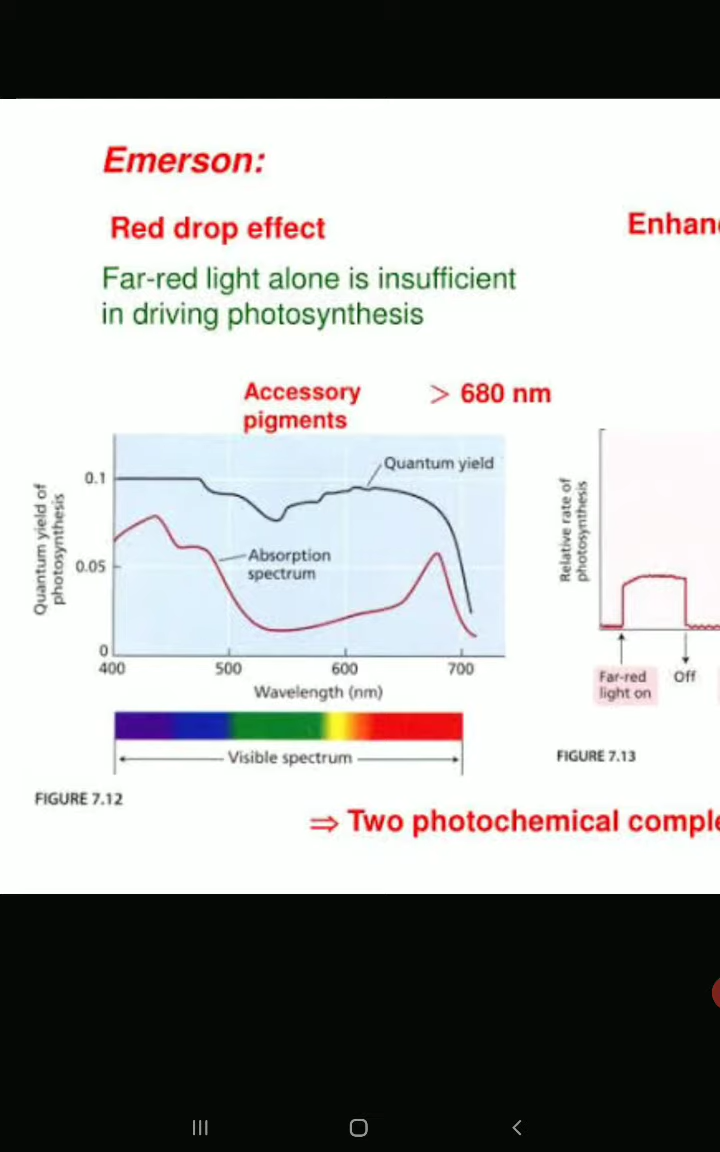 Emerson:
Red drop effect
Enhanc
Far-red light alone is insufficient
in driving photosynthesis
Accessory
pigments
> 680 nm
Quantum yield of
photosynthesis
0.1
0.05
0
Quantum yield
Absorption
spectrum
400 500 600 700
Wavelength (nm)
Visible spectrum
FIGURE 7.12
Relative rate of
photosynthesis
Far-red
light on
Off
FIGURE 7.13
⇒ Two photochemical comple